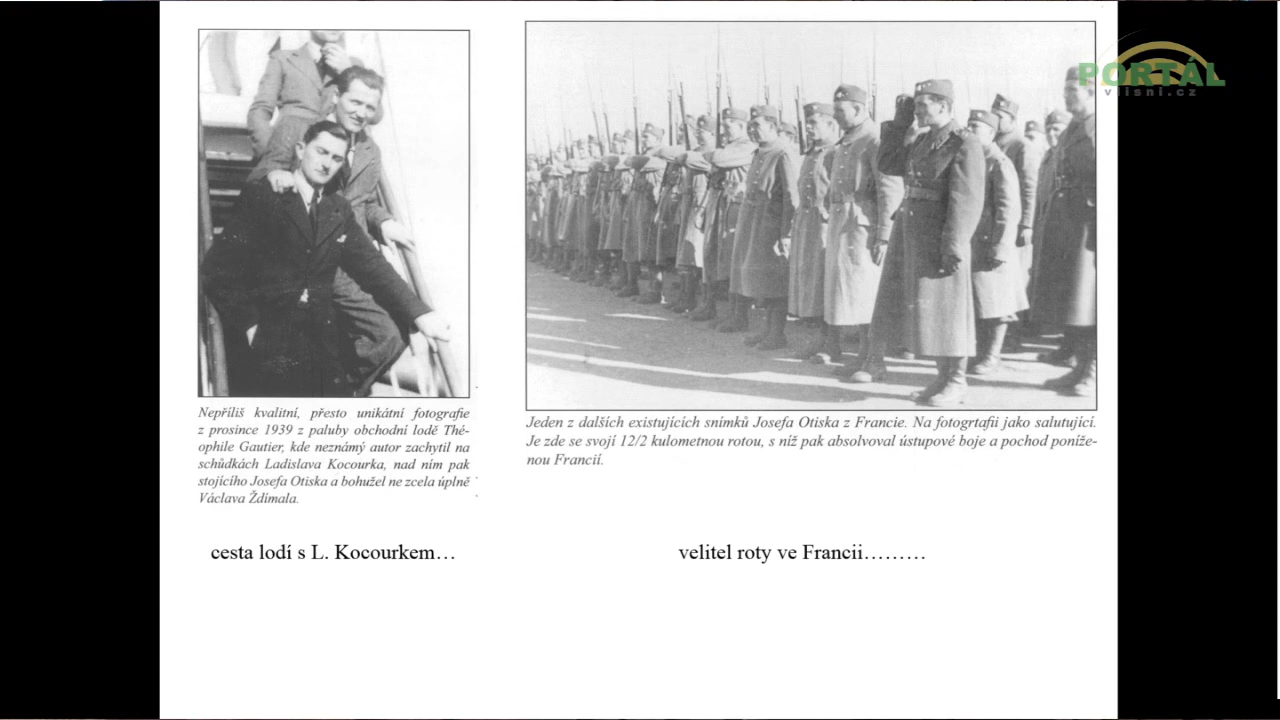 PORTÁL
vlisni.cz
Nepříliš kvalitní, přesto unikátní fotografie
z prosince 1939 z paluby obchodní lodě Thé-
ophile Gautier, kde neznámý autor zachytil na
schůdkách Ladislava Kocourka, nad ním pak
stojícího Josefa Otiska a bohužel ne zcela úplně
Václava Ždímala.
Jeden z dalších existujících snímků Josefa Otiska z Francie. Na fotogrtafii jako salutující.
Je zde se svojí 12/2 kulometnou rotou, s níž pak absolvoval ústupové boje a pochod poníže-
nou Francií.
cesta lodí s L. Kocourkem…
velitel roty ve Francii………